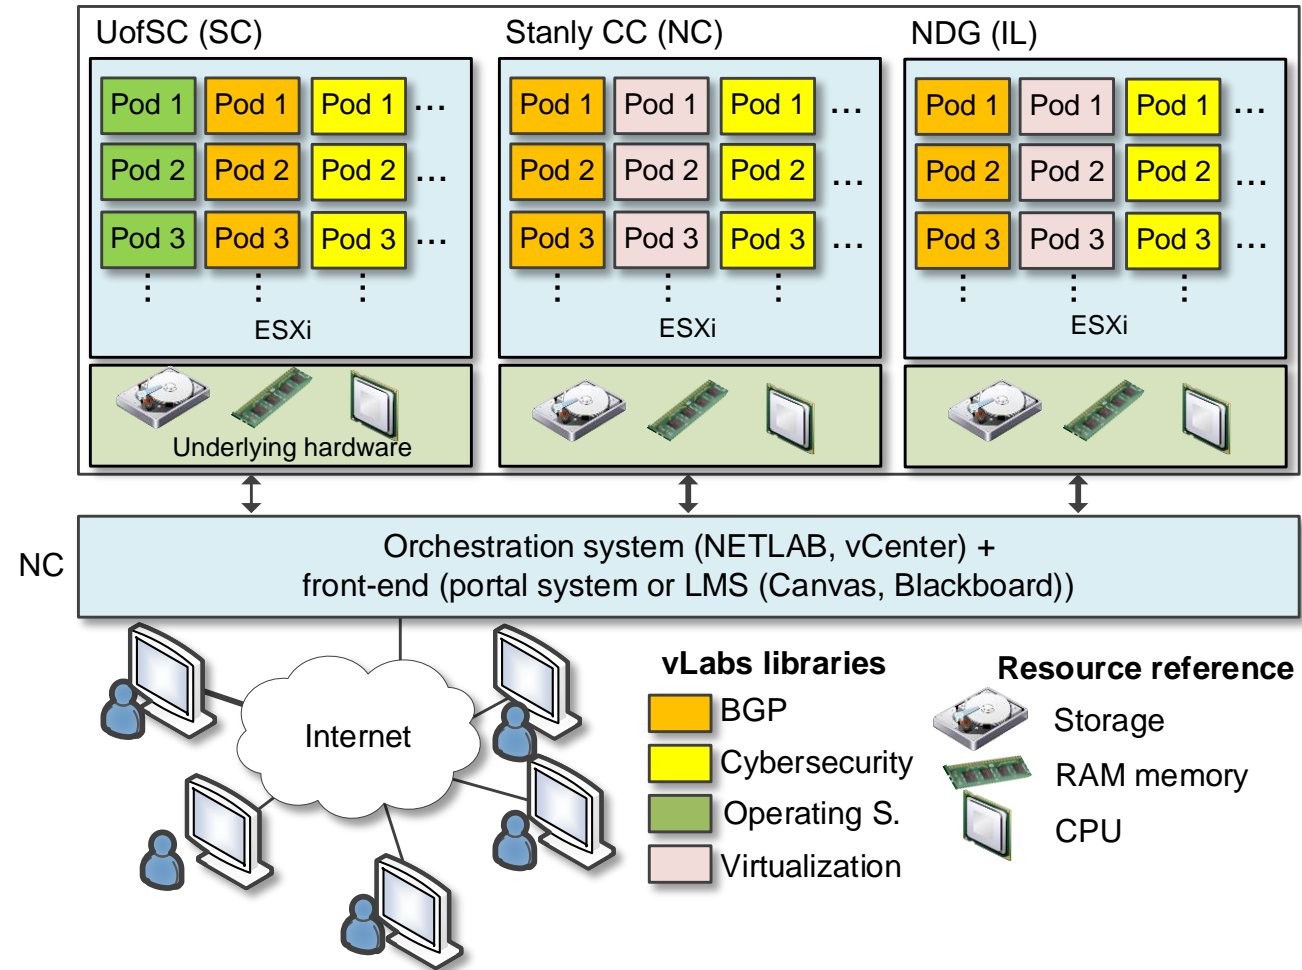 UofSC (SC)
Pod 1 Pod 1 Pod 1 ...
Pod 2 Pod 2 Pod 2 ...
Pod 3 Pod 3 Pod 3 ...
ESXi
Underlying hardware
Stanly CC (NC)
Pod 1 Pod 1 Pod 1 ...
Pod 2 Pod 2 Pod 2 ...
Pod 3 Pod 3 Pod 3 ...
ESXi
NDG (IL)
Pod 1 Pod 1 Pod 1 ...
Pod 2 Pod 2 Pod 2 ...
Pod 3 Pod 3 Pod 3 ...
ESXi
NC
Orchestration system (NETLAB, vCenter) +
front-end (portal system or LMS (Canvas, Blackboard))
Internet
vLabs libraries
BGP
Cybersecurity
Operating S.
Virtualization
Resource reference
Storage
RAM memory
CPU